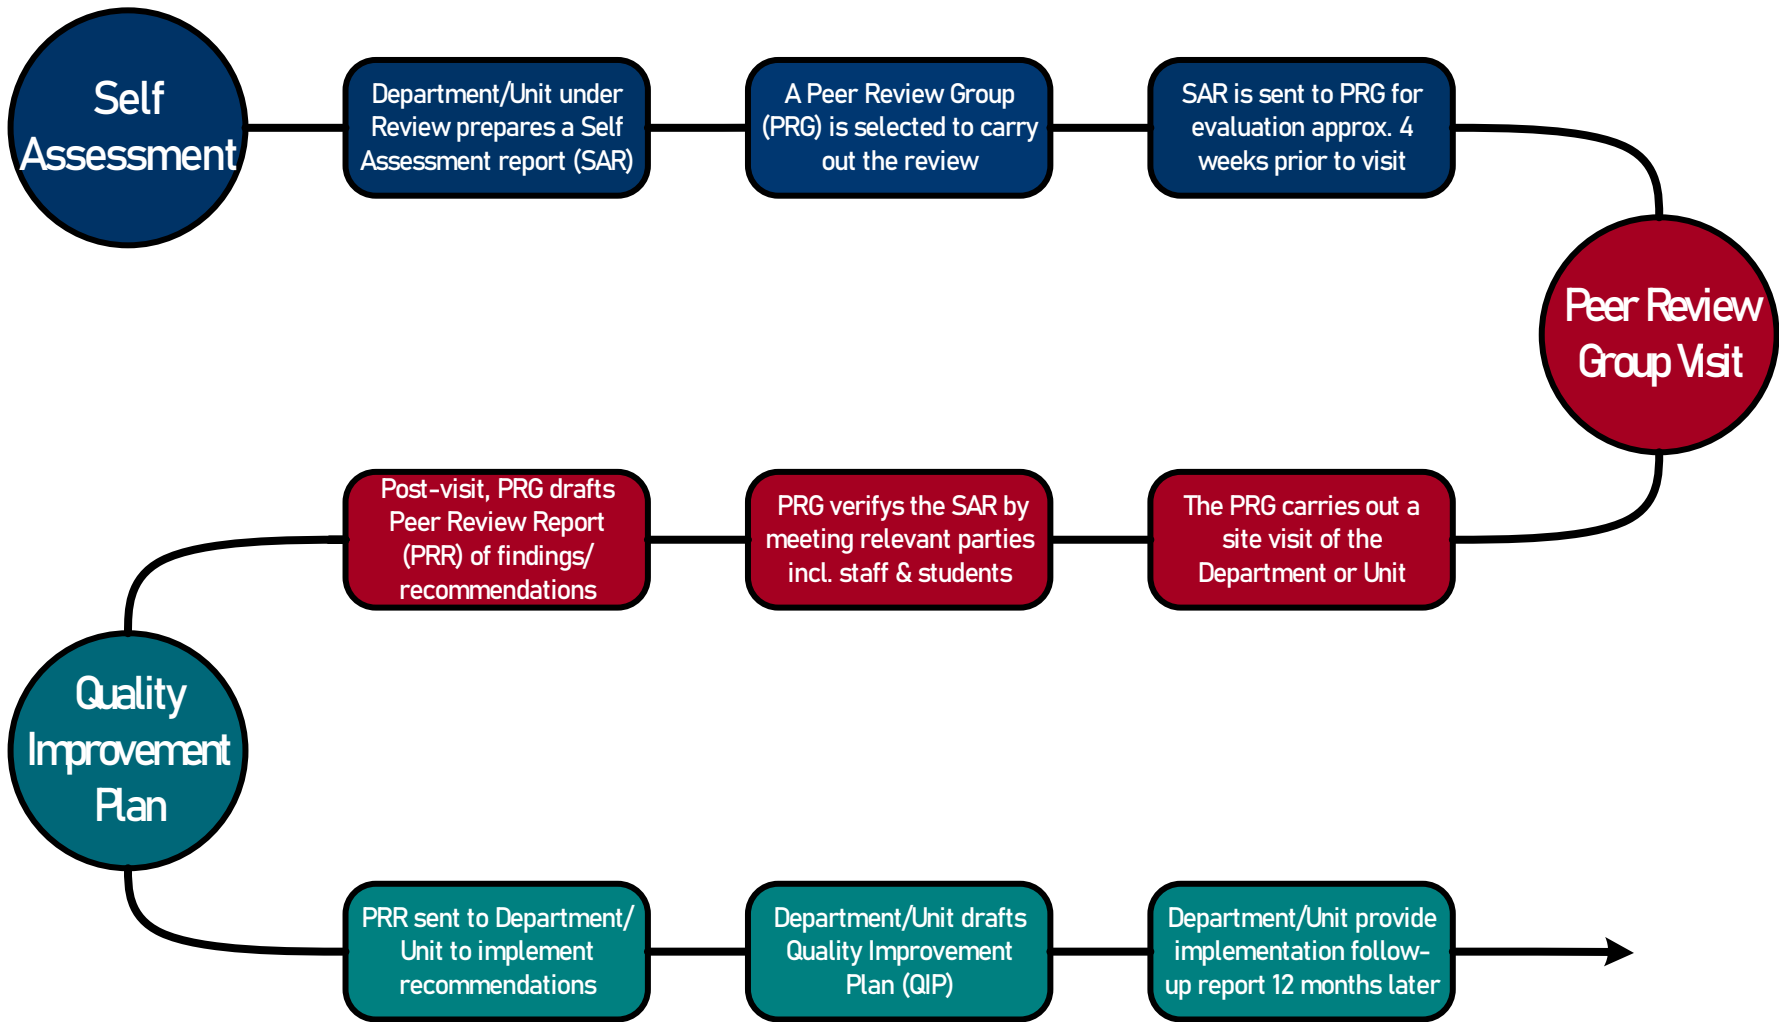 Self
Assessment
Department/Unit under
Review prepares a Self
Assessment report (SAR)
A Peer Review Group
(PRG) is selected to carry
out the review
SAR is sent to PRG for
evaluation approx. 4
weeks prior to visit
Peer Review
Group Visit
The PRG carries out a
site visit of the
Department or Unit
PRG verifys the SAR by
meeting relevant parties
incl. staff & students
Post-visit, PRG drafts
Peer Review Report
(PRR) of findings/
recommendations
Quality
Improvement
Plan
PRR sent to Department/
Unit to implement
recommendations
Department/Unit drafts
Quality Improvement
Plan (QIP)
Department/Unit provide
implementation follow-
up report 12 months later